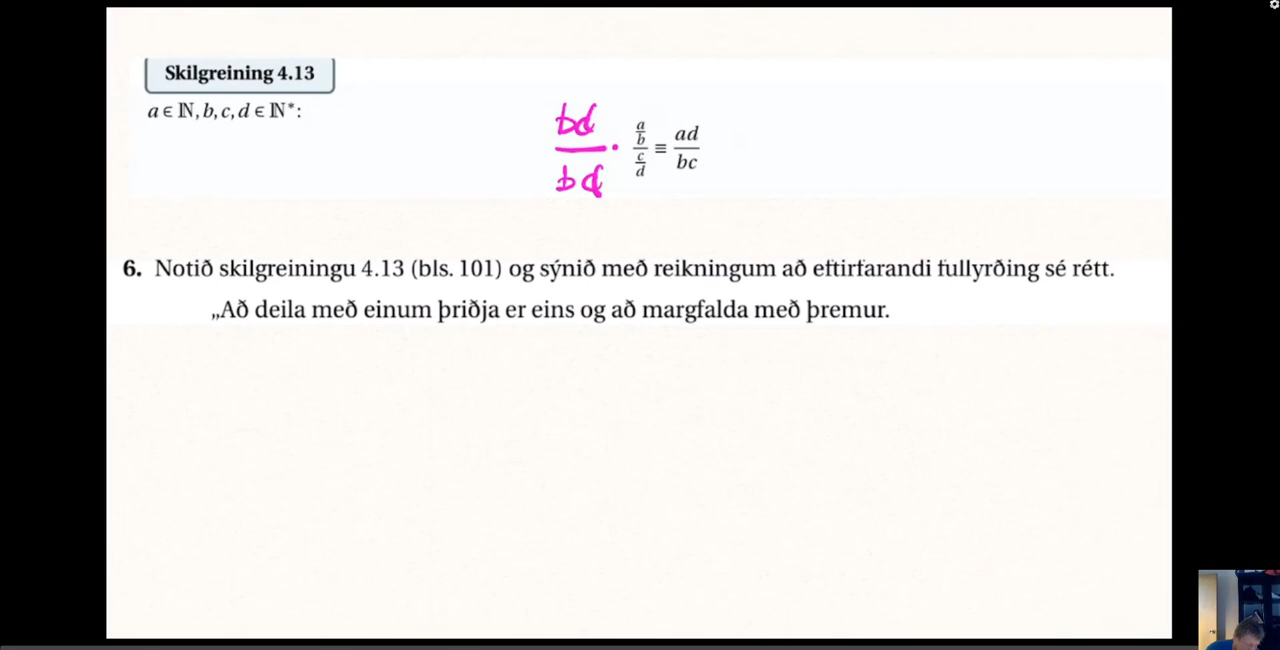 Skilgreining 4.13
a ∈ ℕ, b, c, d ∈ ℕ*:
bd/bd · (a/b)/(c/d) ≡ ad/bc
6. Notið skilgreiningu 4.13 (bls. 101) og sýnið með reikningum að eftirfarandi fullyrðing sé rétt.
„Að deila með einum þriðja er eins og að margfalda með þremur.